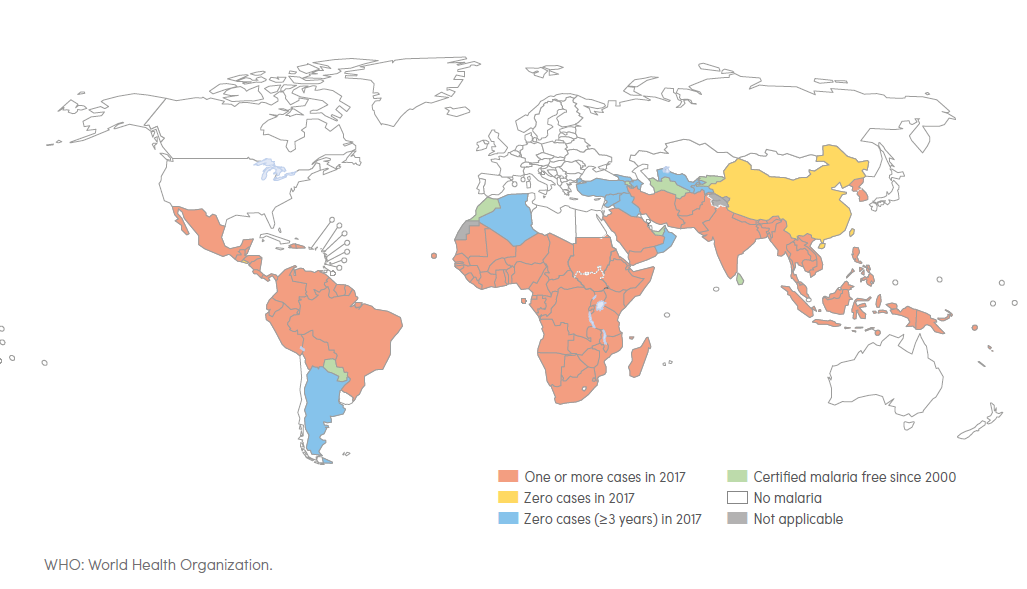 One or more cases in 2017
Zero cases in 2017
Zero cases (≥3 years) in 2017
Certified malaria free since 2000
No malaria
Not applicable
WHO: World Health Organization.